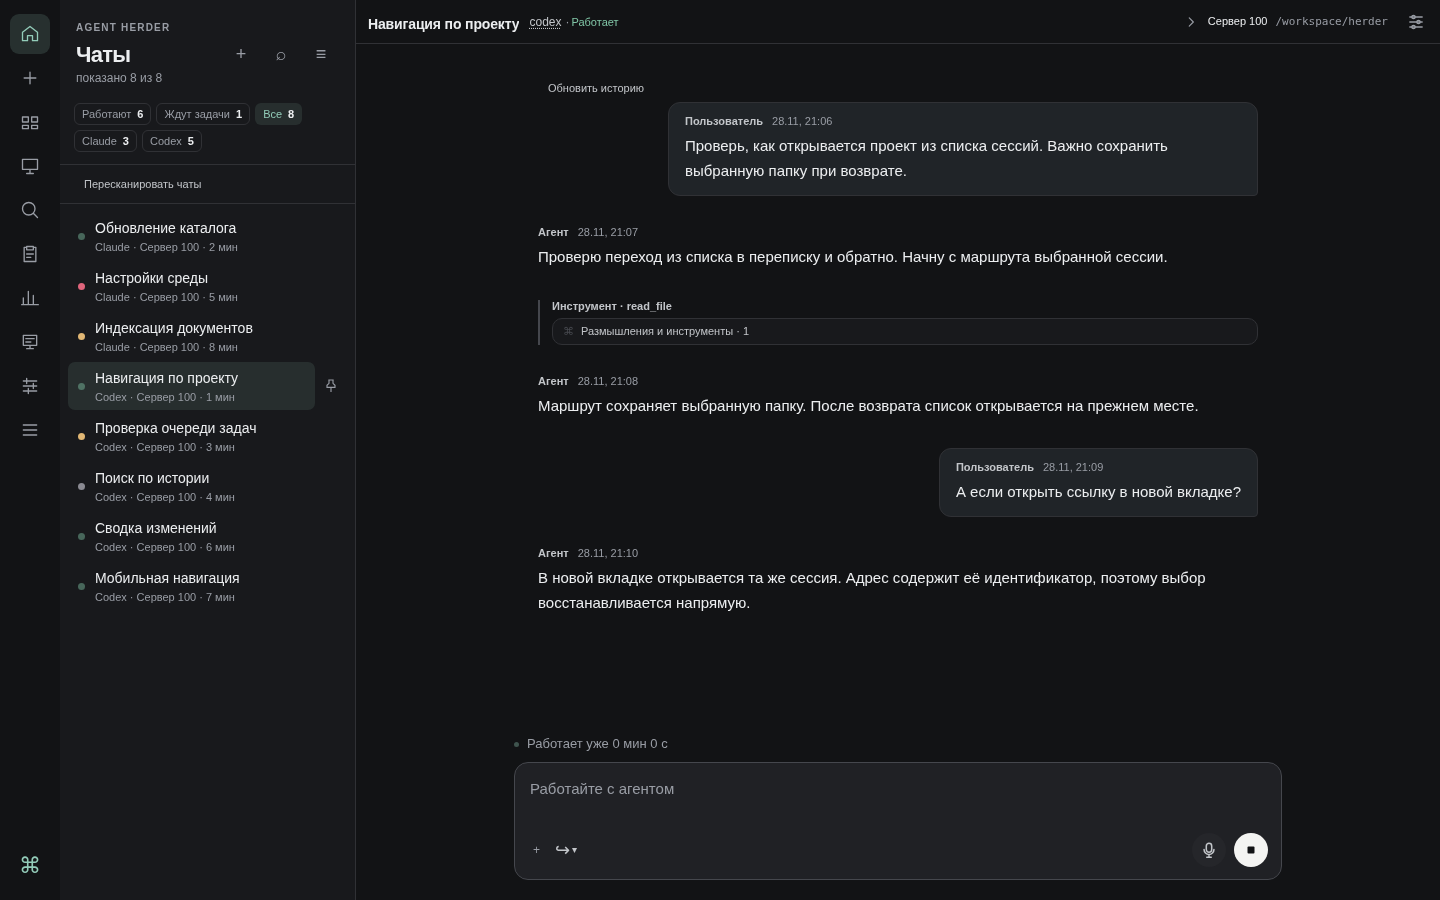 AGENT HERDER
Чаты
показано 8 из 8
Работают 6
Ждут задачи 1
Все 8
Claude 3
Codex 5
Пересканировать чаты
Обновление каталога
Claude · Сервер 100 · 2 мин
Настройки среды
Claude · Сервер 100 · 5 мин
Индексация документов
Claude · Сервер 100 · 8 мин
Навигация по проекту
Codex · Сервер 100 · 1 мин
Проверка очереди задач
Codex · Сервер 100 · 3 мин
Поиск по истории
Codex · Сервер 100 · 4 мин
Сводка изменений
Codex · Сервер 100 · 6 мин
Мобильная навигация
Codex · Сервер 100 · 7 мин
Навигация по проекту codex · Работает
Сервер 100 /workspace/herder
Обновить историю
Пользователь 28.11, 21:06
Проверь, как открывается проект из списка сессий. Важно сохранить
выбранную папку при возврате.
Агент 28.11, 21:07
Проверю переход из списка в переписку и обратно. Начну с маршрута выбранной сессии.
Инструмент · read_file
⌘ Размышления и инструменты · 1
Агент 28.11, 21:08
Маршрут сохраняет выбранную папку. После возврата список открывается на прежнем месте.
Пользователь 28.11, 21:09
А если открыть ссылку в новой вкладке?
Агент 28.11, 21:10
В новой вкладке открывается та же сессия. Адрес содержит её идентификатор, поэтому выбор
восстанавливается напрямую.
Работает уже 0 мин 0 с
Работайте с агентом